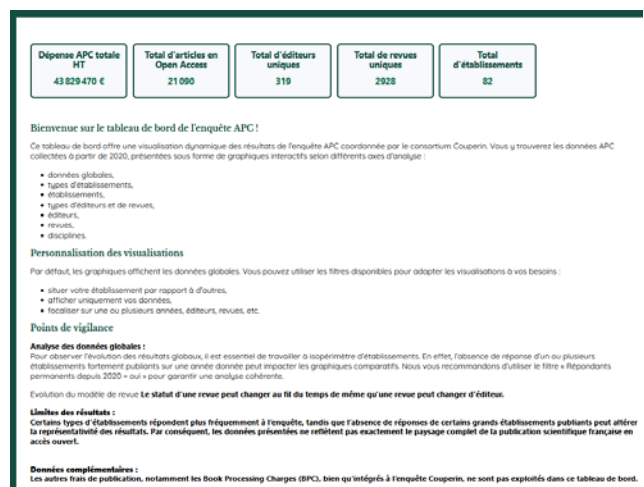 Dépense APC totale HT
43 829 470 €
Total d'articles en Open Access
21 090
Total d'éditeurs uniques
319
Total de revues uniques
2928
Total d'établissements
82
Bienvenue sur le tableau de bord de l'enquête APC !
Ce tableau de bord offre une visualisation dynamique des résultats de l'enquête APC coordonnée par le consortium Couperin. Vous y trouverez les données APC
collectées à partir de 2020, présentées sous forme de graphiques interactifs selon différents axes d'analyse :
• données globales,
• types d'établissements,
• établissements,
• types d'éditeurs et de revues,
• éditeurs,
• revues,
• disciplines.
Personnalisation des visualisations
Par défaut, les graphiques affichent les données globales. Vous pouvez utiliser les filtres disponibles pour adapter les visualisations à vos besoins :
• situer votre établissement par rapport à d'autres,
• afficher uniquement vos données,
• focaliser sur une ou plusieurs années, éditeurs, revues, etc.
Points de vigilance
Analyse des données globales :
Pour observer l'évolution des résultats globaux, il est essentiel de travailler à isopérimètre d'établissements. En effet, l'absence de réponse d'un ou plusieurs
établissements fortement publiants sur une année donnée peut impacter les graphiques comparatifs. Nous vous recommandons d'utiliser le filtre « Répondants
permanents depuis 2020 = oui » pour garantir une analyse cohérente.
Evolution du modèle de revue Le statut d'une revue peut changer au fil du temps de même qu'une revue peut changer d'éditeur.
Limites des résultats :
Certains types d'établissements répondent plus fréquemment à l'enquête, tandis que l'absence de réponses de certains grands établissements publiants peut altérer
la représentativité des résultats. Par conséquent, les données présentées ne reflètent pas exactement le paysage complet de la publication scientifique française en
accès ouvert.
Données complémentaires :
Les autres frais de publication, notamment les Book Processing Charges (BPC), bien qu'intégrés à l'enquête Couperin, ne sont pas exploités dans ce tableau de bord.